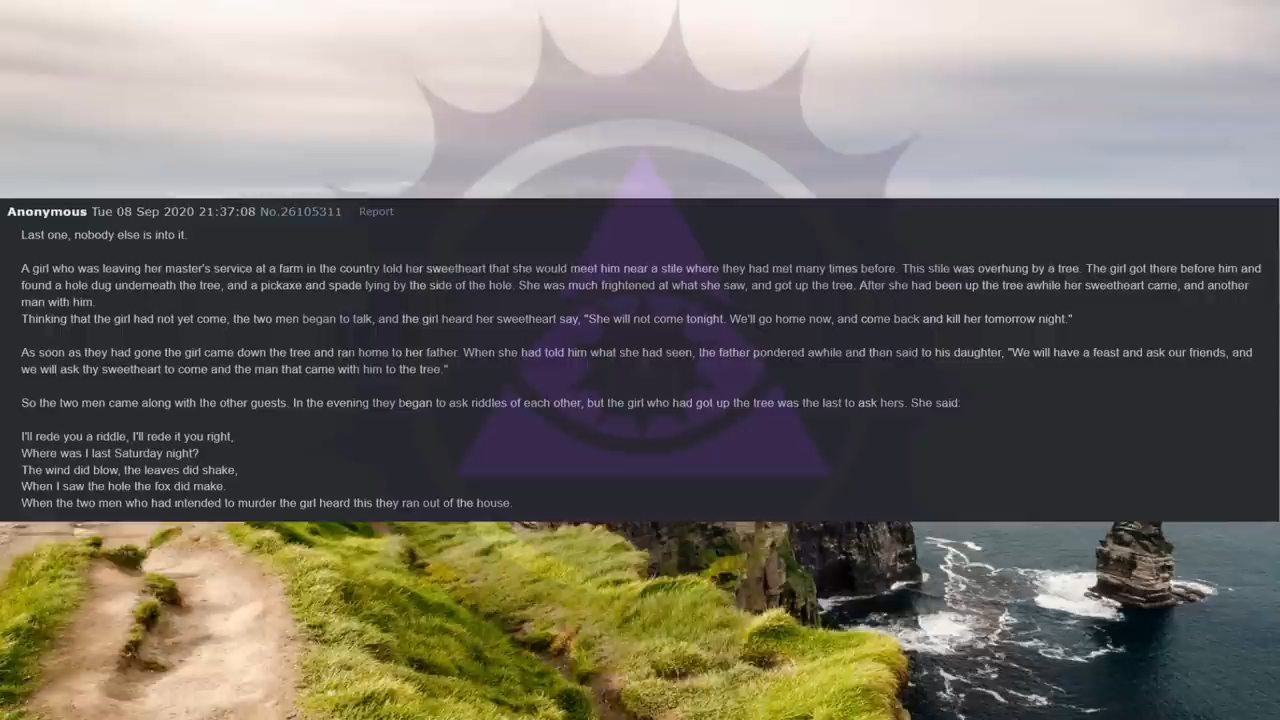 Anonymous Tue 08 Sep 2020 21:37:08 No.26105311 Report
Last one, nobody else is into it.
A girl who was leaving her master's service at a farm in the country told her sweetheart that she would meet him near a stile where they had met many times before. This stile was overhung by a tree. The girl got there before him and
found a hole dug underneath the tree, and a pickaxe and spade lying by the side of the hole. She was much frightened at what she saw, and got up the tree. After she had been up the tree awhile her sweetheart came, and another
man with him.
Thinking that the girl had not yet come, the two men began to talk, and the girl heard her sweetheart say, "She will not come tonight. We'll go home now, and come back and kill her tomorrow night."
As soon as they had gone the girl came down the tree and ran home to her father. When she had told him what she had seen, the father pondered awhile and then said to his daughter, "We will have a feast and ask our friends, and
we will ask thy sweetheart to come and the man that came with him to the tree."
So the two men came along with the other guests. In the evening they began to ask riddles of each other, but the girl who had got up the tree was the last to ask hers. She said:
I'll rede you a riddle, I'll rede it you right,
Where was I last Saturday night?
The wind did blow, the leaves did shake,
When I saw the hole the fox did make.
When the two men who had intended to murder the girl heard this they ran out of the house.